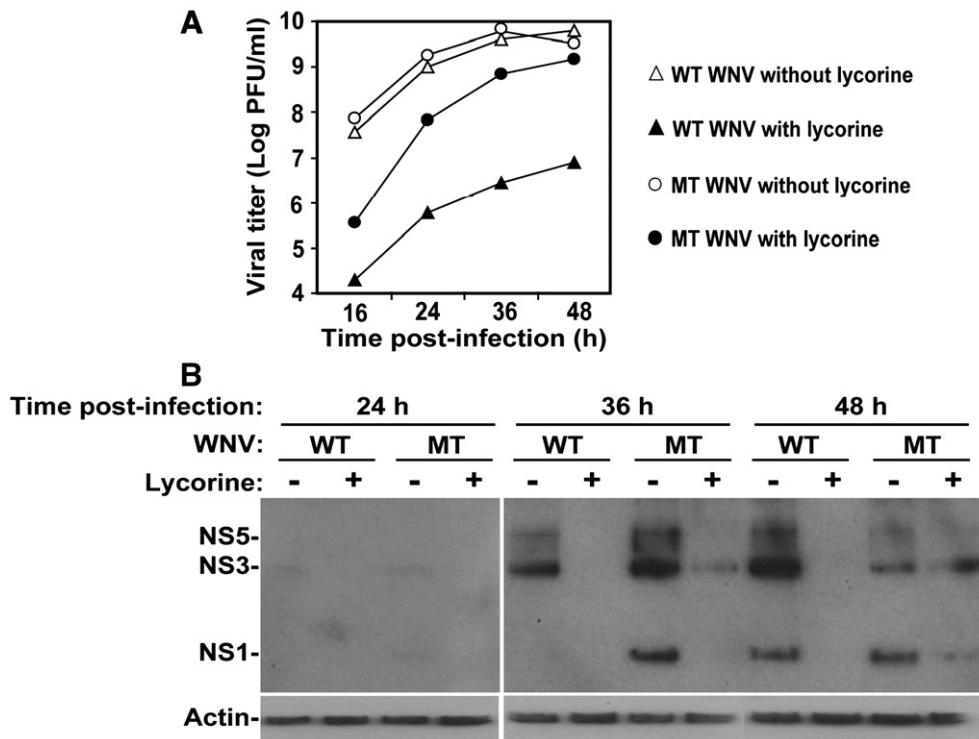 A
Viral titer (Log PFU/ml)
10
9
8
7
6
5
4
16 24 36 48
Time post-infection (h)
△ WT WNV without lycorine
▲ WT WNV with lycorine
○ MT WNV without lycorine
● MT WNV with lycorine
B
Time post-infection: 24 h 36 h 48 h
WNV: WT MT WT MT WT MT
Lycorine: - + - + - + - + - + - +
NS5-
NS3-
NS1-
Actin-